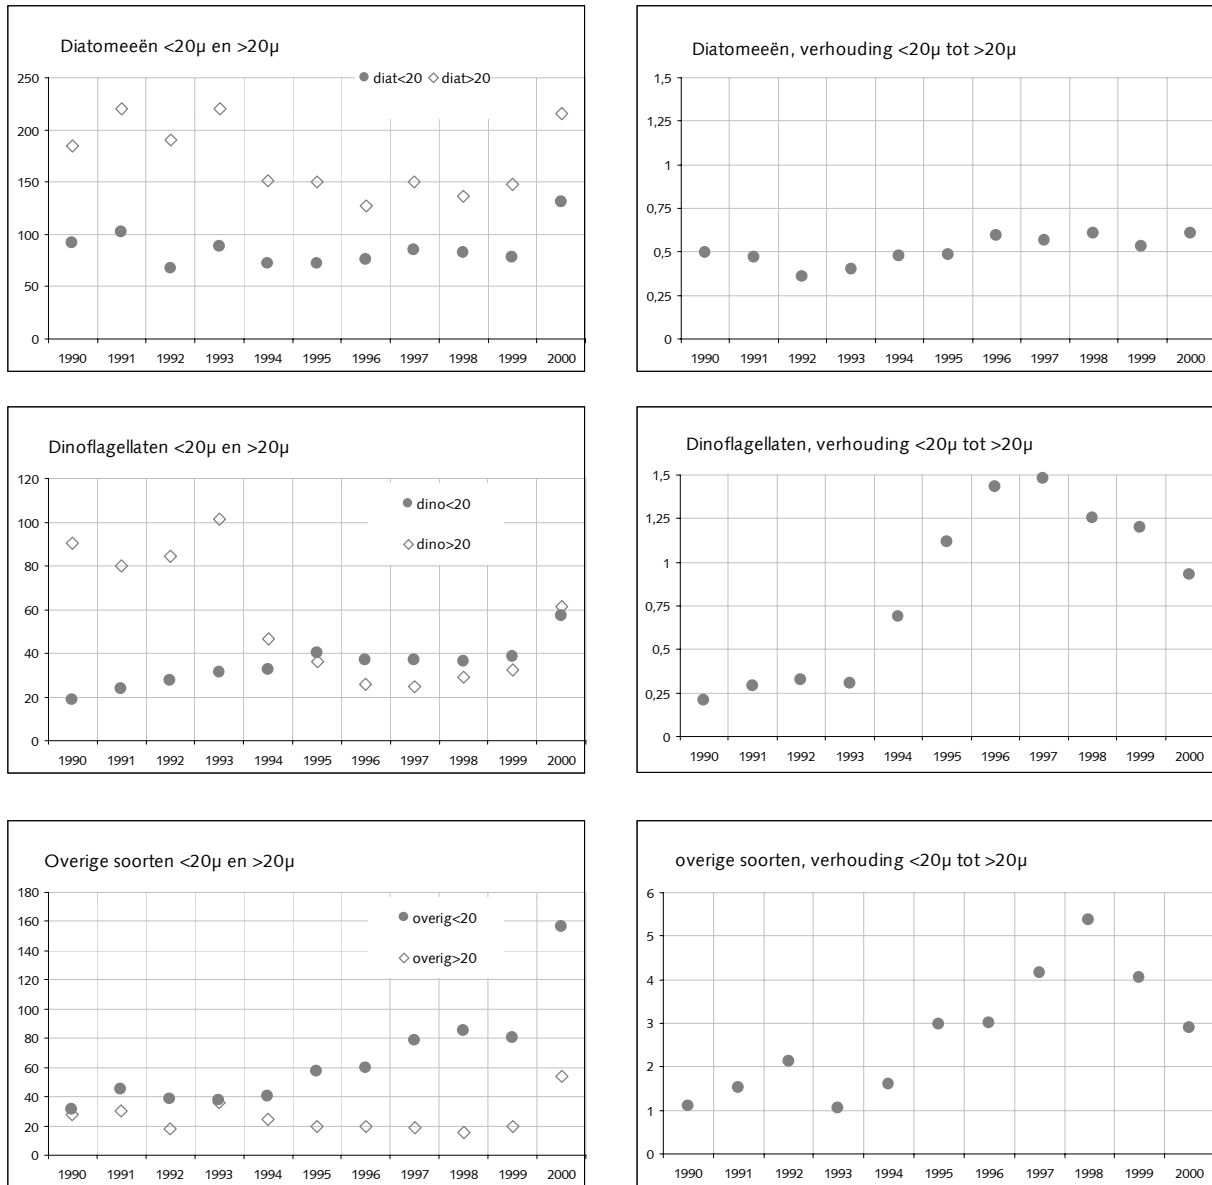 Diatomeeën <20µ en >20µ
diat<20 diat>20
250
200
150
100
50
0
1990 1991 1992 1993 1994 1995 1996 1997 1998 1999 2000
Diatomeeën, verhouding <20µ tot >20µ
1,5
1,25
1
0,75
0,5
0,25
0
1990 1991 1992 1993 1994 1995 1996 1997 1998 1999 2000
Dinoflagellaten <20µ en >20µ
dino<20
dino>20
120
100
80
60
40
20
0
1990 1991 1992 1993 1994 1995 1996 1997 1998 1999 2000
Dinoflagellaten, verhouding <20µ tot >20µ
1,5
1,25
1
0,75
0,5
0,25
0
1990 1991 1992 1993 1994 1995 1996 1997 1998 1999 2000
Overige soorten <20µ en >20µ
overig<20
overig>20
180
160
140
120
100
80
60
40
20
0
1990 1991 1992 1993 1994 1995 1996 1997 1998 1999 2000
overige soorten, verhouding <20µ tot >20µ
6
5
4
3
2
1
0
1990 1991 1992 1993 1994 1995 1996 1997 1998 1999 2000